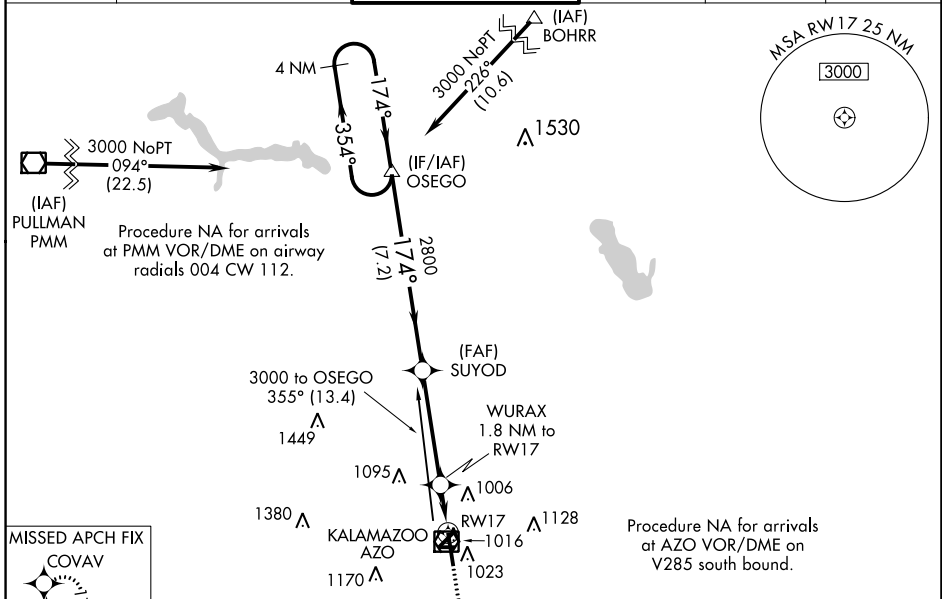 (IAF)
BOHRR
3000 NoPT
226°
(10.6)
MSA RW17 25 NM
3000
4 NM
174°
354°
1530
(IF/IAF)
OSEGO
3000 NoPT
094°
(22.5)
(IAF)
PULLMAN
PMM
Procedure NA for arrivals
at PMM VOR/DME on airway
radials 004 CW 112.
2800
174°
(7.2)
(FAF)
SUYOD
3000 to OSEGO
355° (13.4)
1449
WURAX
1.8 NM to
RW17
1095
1006
1380
RW17
1128
KALAMAZOO
AZO
1016
1023
1170
Procedure NA for arrivals
at AZO VOR/DME on
V285 south bound.
MISSED APCH FIX
COVAV